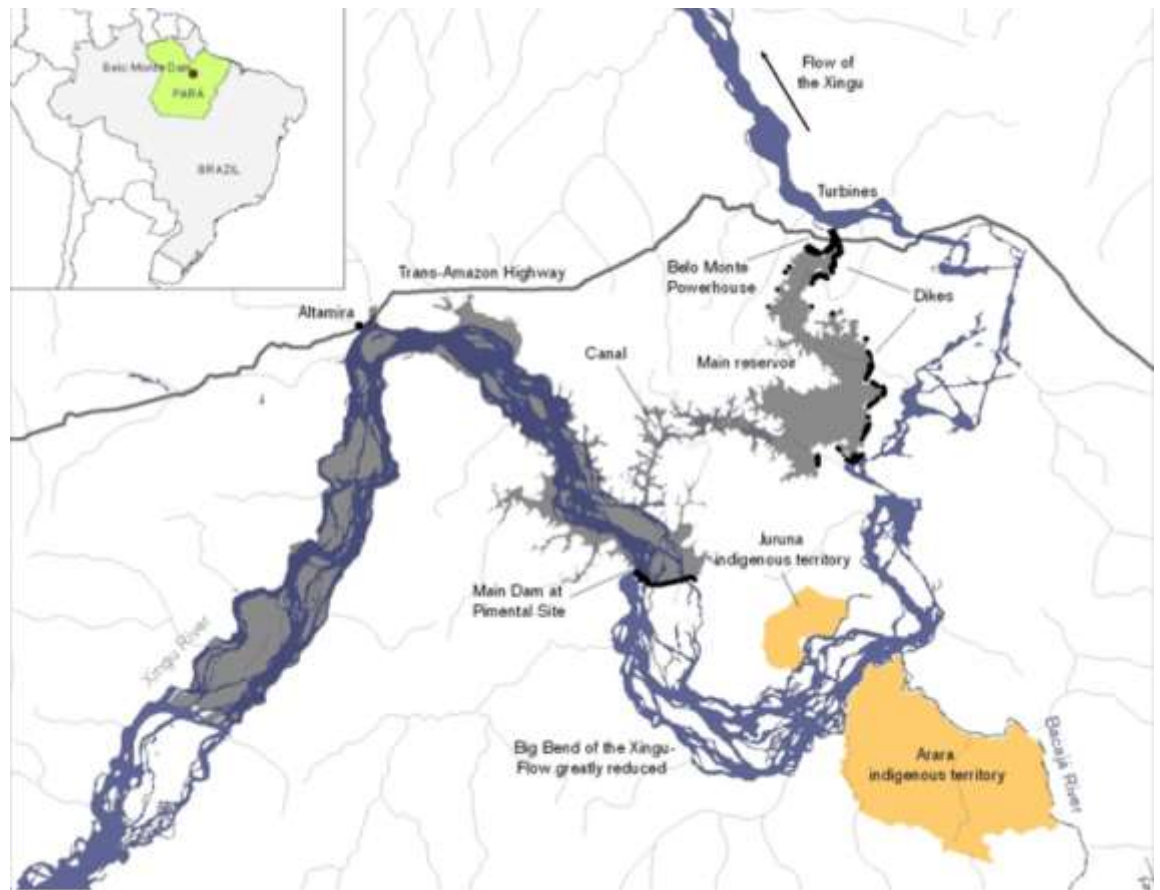 Belo Monte Dam
PARA
BRAZIL
Flow of
the Xingu
Turbines
Trans-Amazon Highway
Belo Monte
Powerhouse
Dikes
Altamira
Canal
Main reservoir
Juruna
indigenous territory
Main Dam at
Pimental Site
Xingu River
Big Bend of the Xingu-
Flow greatly reduced
Arara
indigenous territory
Bacaja River